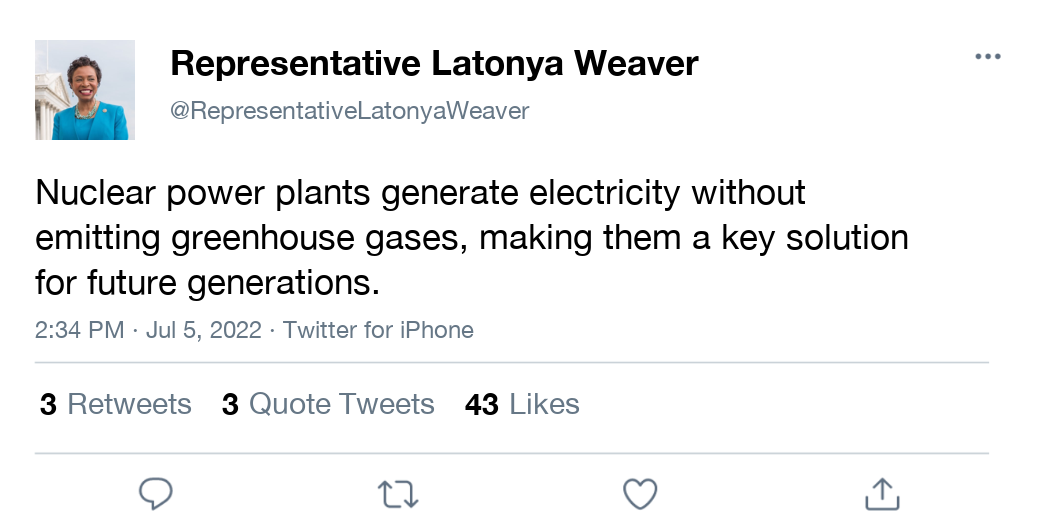 Representative Latonya Weaver
@RepresentativeLatonyaWeaver
Nuclear power plants generate electricity without
emitting greenhouse gases, making them a key solution
for future generations.
2:34 PM · Jul 5, 2022 · Twitter for iPhone
3 Retweets 3 Quote Tweets 43 Likes